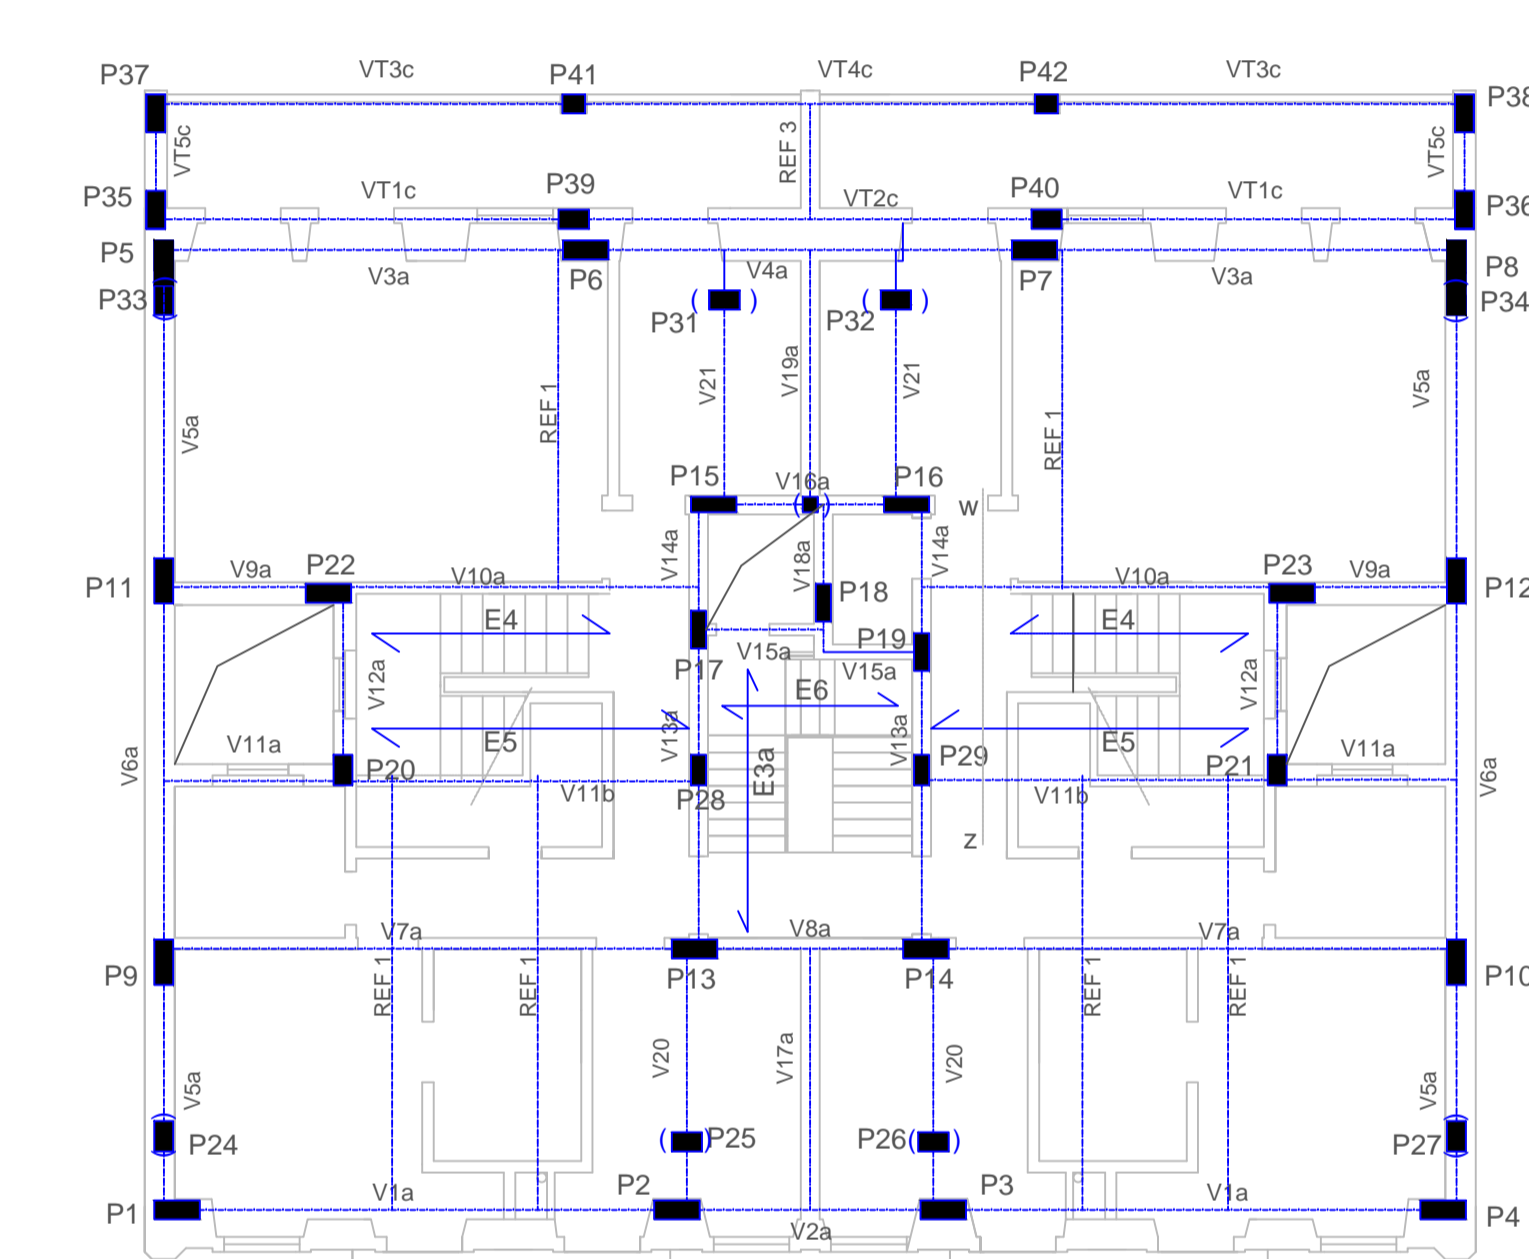 VT3c
VT4c
VT3c
P37
P41
P42
P38
VT5c
REF 3
VT5c
P35
VT1c
P39
VT2c
P40
VT1c
P36
P5
V3a
P6
V4a
P7
V3a
P8
P33
P31
P32
P34
V5a
REF 1
V21
V19a
V21
REF 1
V5a
P15
V16a
P16
W
P11
V9a
P22
V10a
V14a
V18a
V14a
V10a
P23
V9a
P12
E4
P18
E4
P19
V12a
P17
V15a
V15a
V12a
E6
V6a
V11a
E5
V13a
E3a
V13a
P29
E5
P21
V11a
V6a
P20
V11b
P28
V11b
Z
P9
V7a
V8a
V7a
P10
REF 1
REF 1
P13
P14
REF 1
REF 1
V5a
V20
V17a
V20
V5a
P24
P25
P26
P27
P1
V1a
P2
P3
V1a
P4
V2a